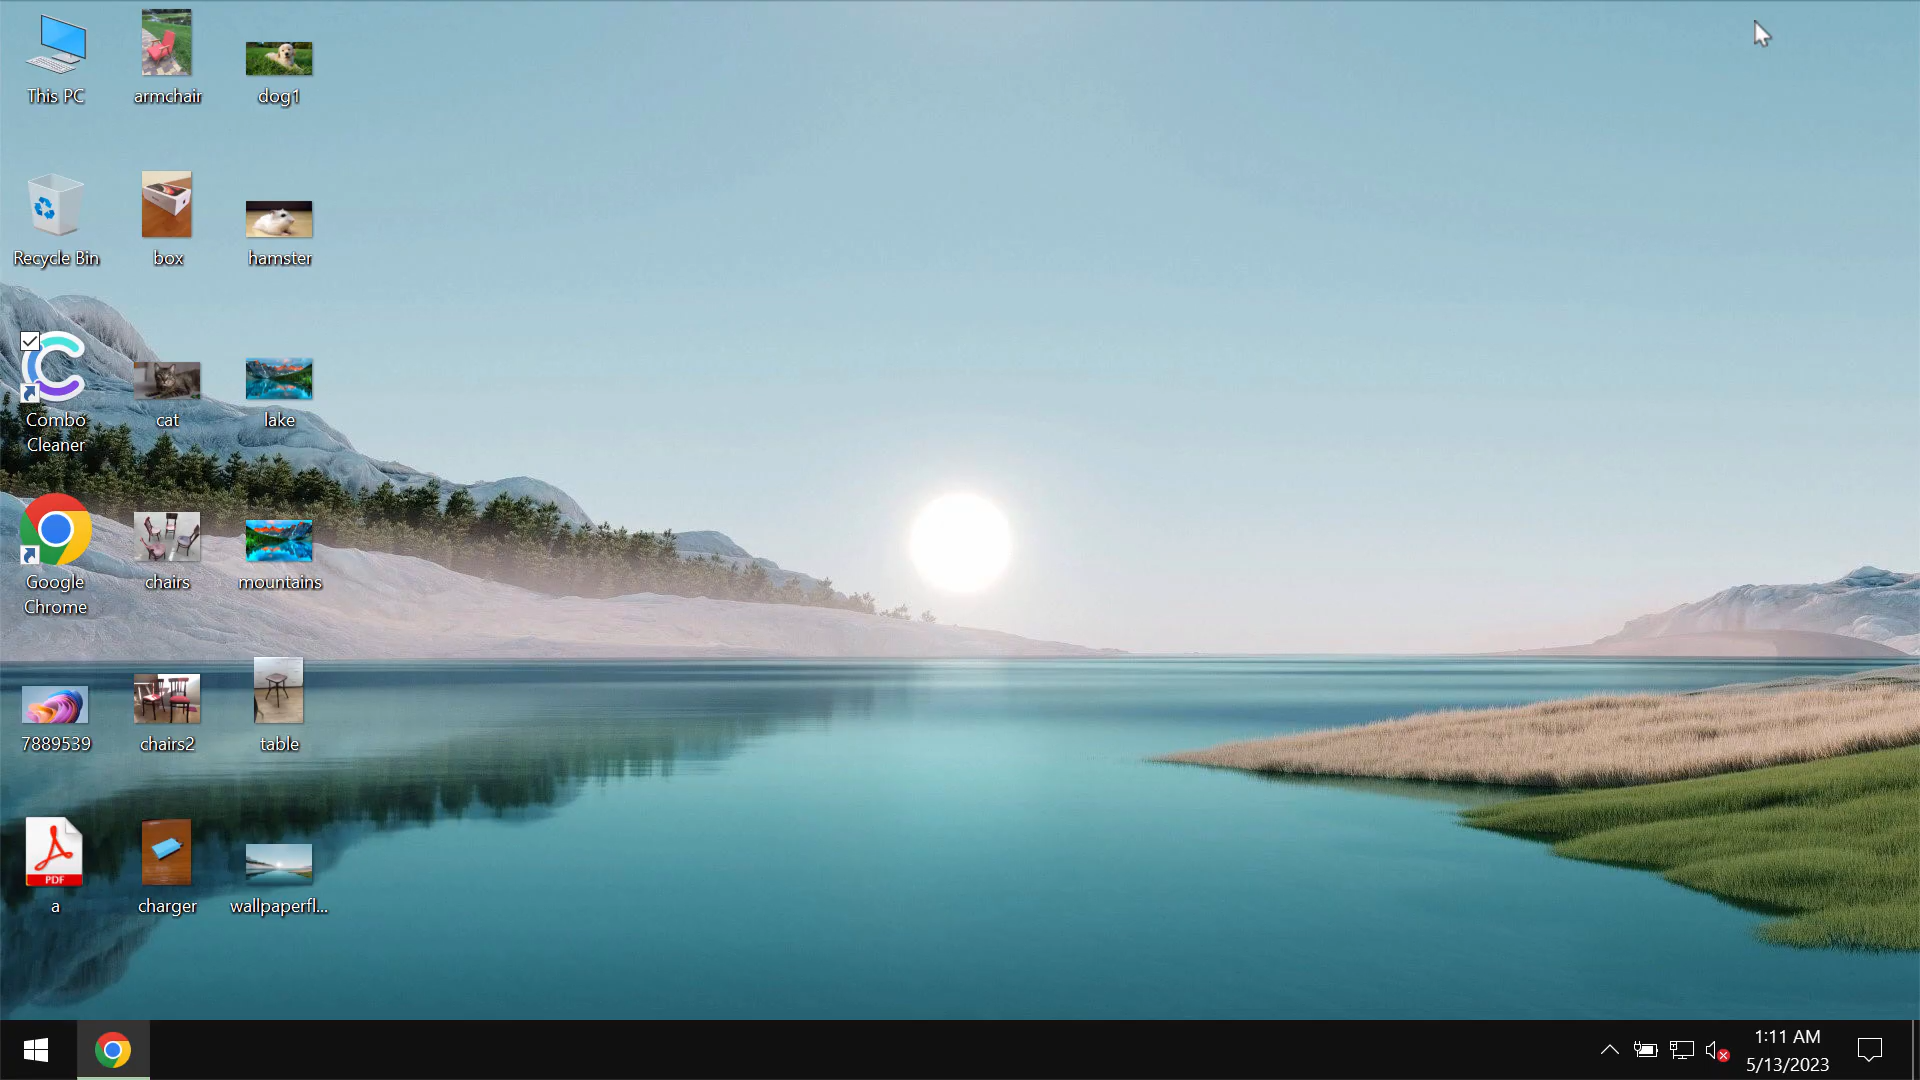 This PC
armchair
dog1
Recycle Bin
box
hamster
Combo
Cleaner
cat
lake
Google
Chrome
chairs
mountains
7889539
chairs2
table
PDF
a
charger
wallpaperfl...
1:11 AM
5/13/2023